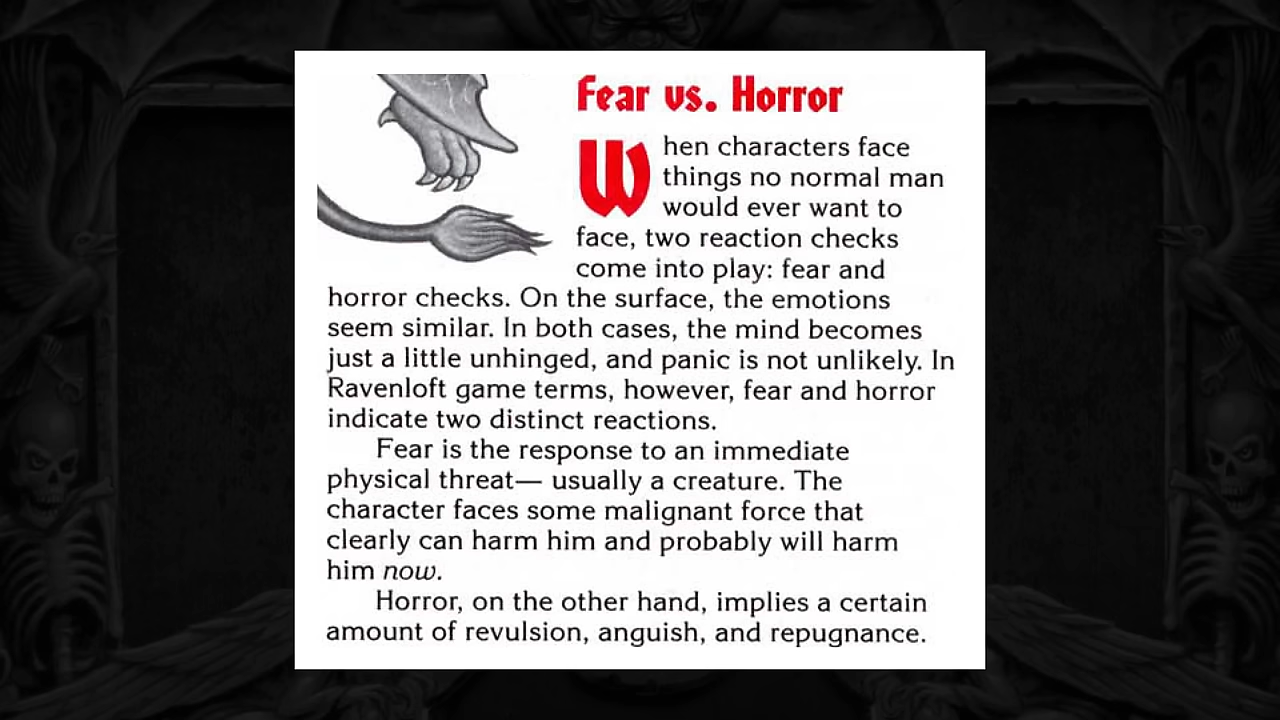 Fear vs. Horror
When characters face
things no normal man
would ever want to
face, two reaction checks
come into play: fear and
horror checks. On the surface, the emotions
seem similar. In both cases, the mind becomes
just a little unhinged, and panic is not unlikely. In
Ravenloft game terms, however, fear and horror
indicate two distinct reactions.
Fear is the response to an immediate
physical threat— usually a creature. The
character faces some malignant force that
clearly can harm him and probably will harm
him now.
Horror, on the other hand, implies a certain
amount of revulsion, anguish, and repugnance.